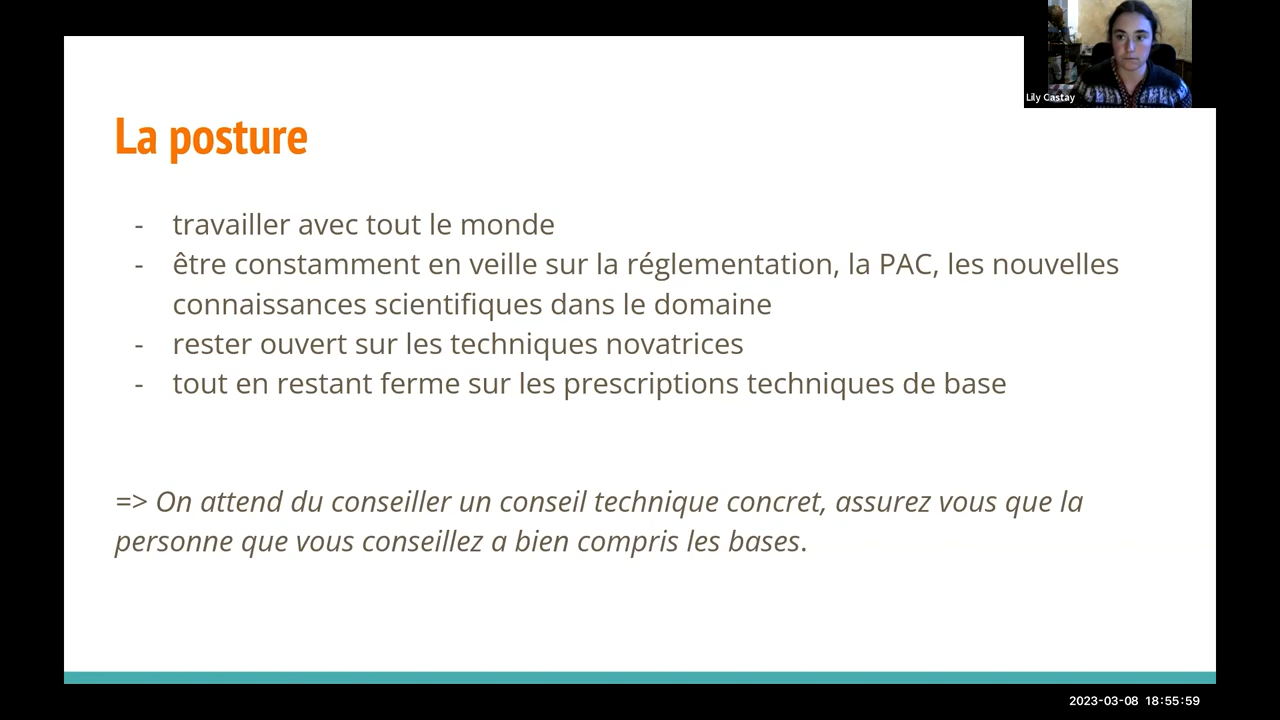 Lily Castay
La posture
- travailler avec tout le monde
- être constamment en veille sur la réglementation, la PAC, les nouvelles
connaissances scientifiques dans le domaine
- rester ouvert sur les techniques novatrices
- tout en restant ferme sur les prescriptions techniques de base
=> On attend du conseiller un conseil technique concret, assurez vous que la
personne que vous conseillez a bien compris les bases.
2023-03-08 18:55:59